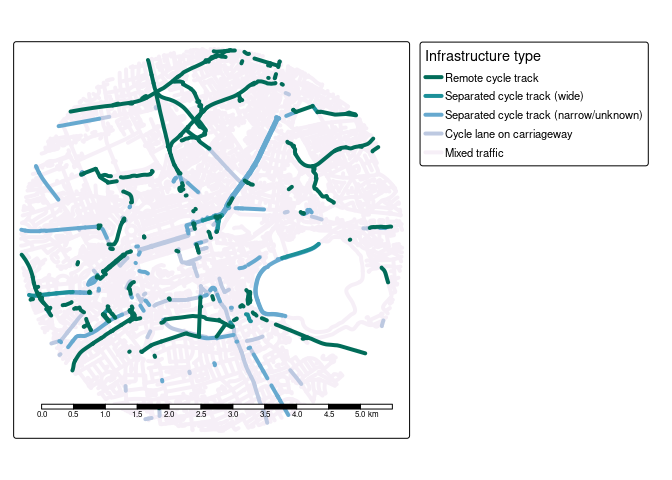 Infrastructure type
Remote cycle track
Separated cycle track (wide)
Separated cycle track (narrow/unknown)
Cycle lane on carriageway
Mixed traffic
0.0 0.5 1.0 1.5 2.0 2.5 3.0 3.5 4.0 4.5 5.0 km